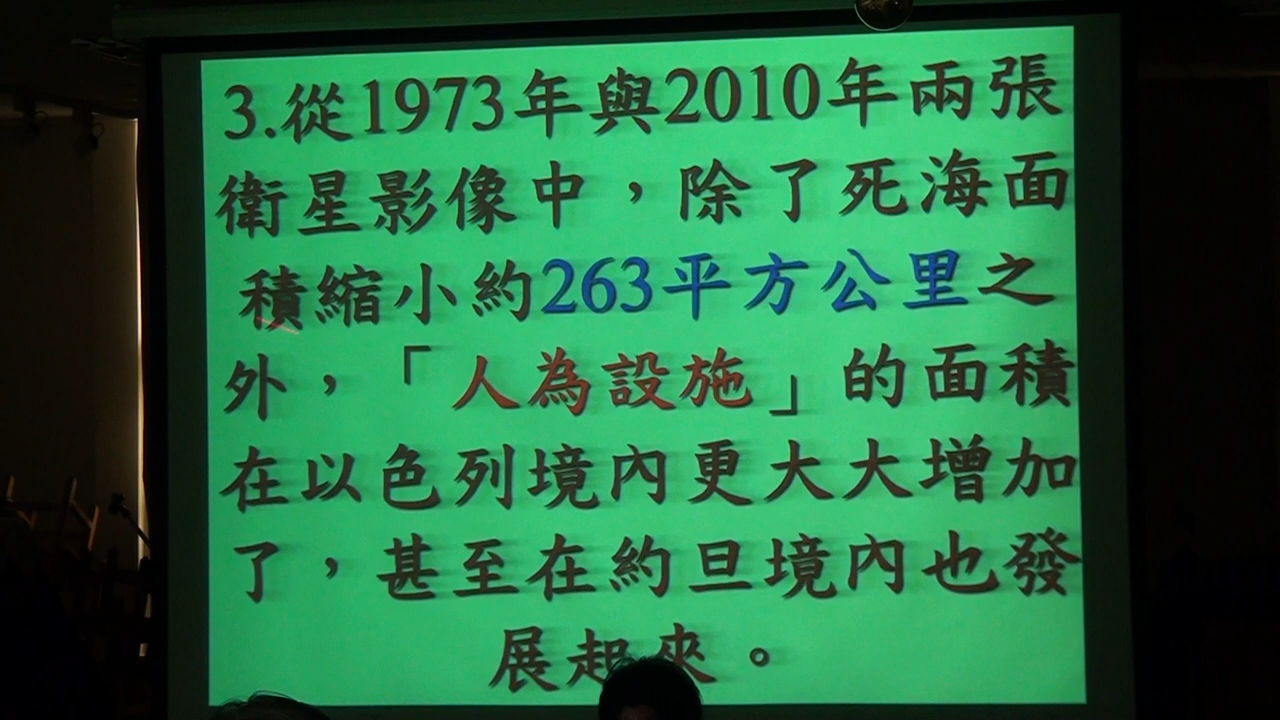 3.從1973年與2010年兩張
衛星影像中，除了死海面
積縮小約263平方公里之
外，「人為設施」的面積
在以色列境內更大大增加
了，甚至在約旦境內也發
展起來。